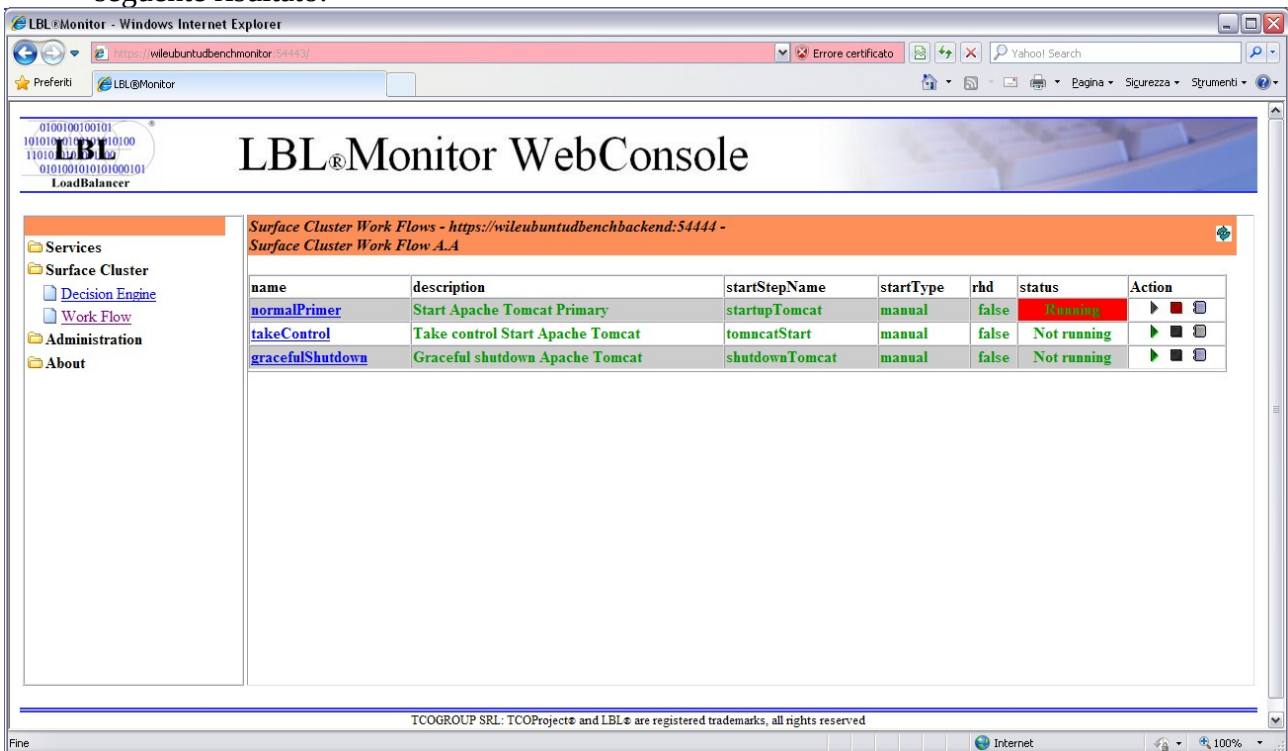 seguente risultato:
LBL®Monitor - Windows Internet Explorer
https://wileubuntudbenchmonitor:54443/
Errore certificato
Yahoo! Search
Preferiti
LBL®Monitor
Pagina
Sicurezza
Strumenti
0100100100101
LBL
0101001010101000101
LoadBalancer
®
LBL®Monitor WebConsole
Services
Surface Cluster
Decision Engine
Work Flow
Administration
About
Surface Cluster Work Flows - https://wileubuntudbenchbackend:54444 -
Surface Cluster Work Flow A.A
name description startStepName startType rhd status Action
normalPrimer Start Apache Tomcat Primary startupTomcat manual false Running
takeControl Take control Start Apache Tomcat tomncatStart manual false Not running
gracefulShutdown Graceful shutdown Apache Tomcat shutdownTomcat manual false Not running
TCOGROUP SRL: TCOProject® and LBL® are registered trademarks, all rights reserved
Fine
Internet
100%